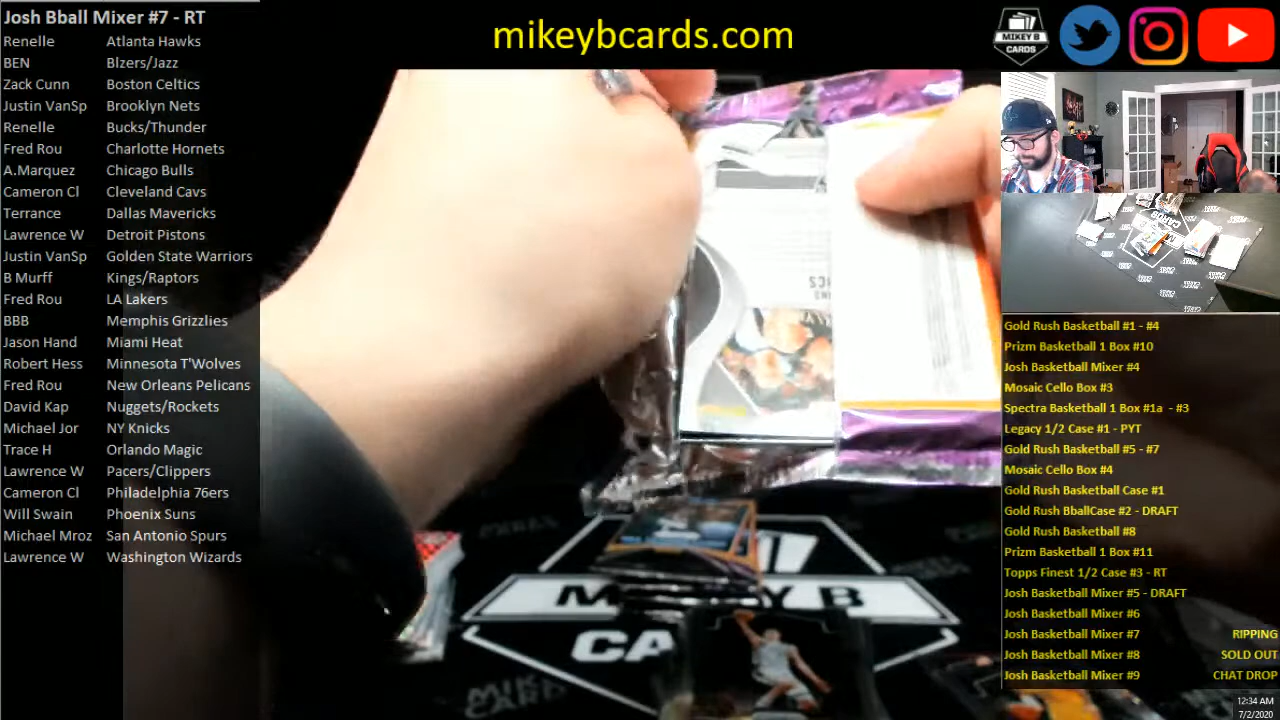 Josh Bball Mixer #7 - RT
Renelle Atlanta Hawks
BEN Blzers/Jazz
Zack Cunn Boston Celtics
Justin VanSp Brooklyn Nets
Renelle Bucks/Thunder
Fred Rou Charlotte Hornets
A.Marquez Chicago Bulls
Cameron Cl Cleveland Cavs
Terrance Dallas Mavericks
Lawrence W Detroit Pistons
Justin VanSp Golden State Warriors
B Murff Kings/Raptors
Fred Rou LA Lakers
BBB Memphis Grizzlies
Jason Hand Miami Heat
Robert Hess Minnesota T'Wolves
Fred Rou New Orleans Pelicans
David Kap Nuggets/Rockets
Michael Jor NY Knicks
Trace H Orlando Magic
Lawrence W Pacers/Clippers
Cameron Cl Philadelphia 76ers
Will Swain Phoenix Suns
Michael Mroz San Antonio Spurs
Lawrence W Washington Wizards
mikeybcards.com
MIKEY B
CARDS
Gold Rush Basketball #1 - #4
Prizm Basketball 1 Box #10
Josh Basketball Mixer #4
Mosaic Cello Box #3
Spectra Basketball 1 Box #1a - #3
Legacy 1/2 Case #1 - PYT
Gold Rush Basketball #5 - #7
Mosaic Cello Box #4
Gold Rush Basketball Case #1
Gold Rush BballCase #2 - DRAFT
Gold Rush Basketball #8
Prizm Basketball 1 Box #11
Topps Finest 1/2 Case #3 - RT
Josh Basketball Mixer #5 - DRAFT
Josh Basketball Mixer #6
Josh Basketball Mixer #7 RIPPING
Josh Basketball Mixer #8 SOLD OUT
Josh Basketball Mixer #9 CHAT DROP
12:34 AM
7/2/2020